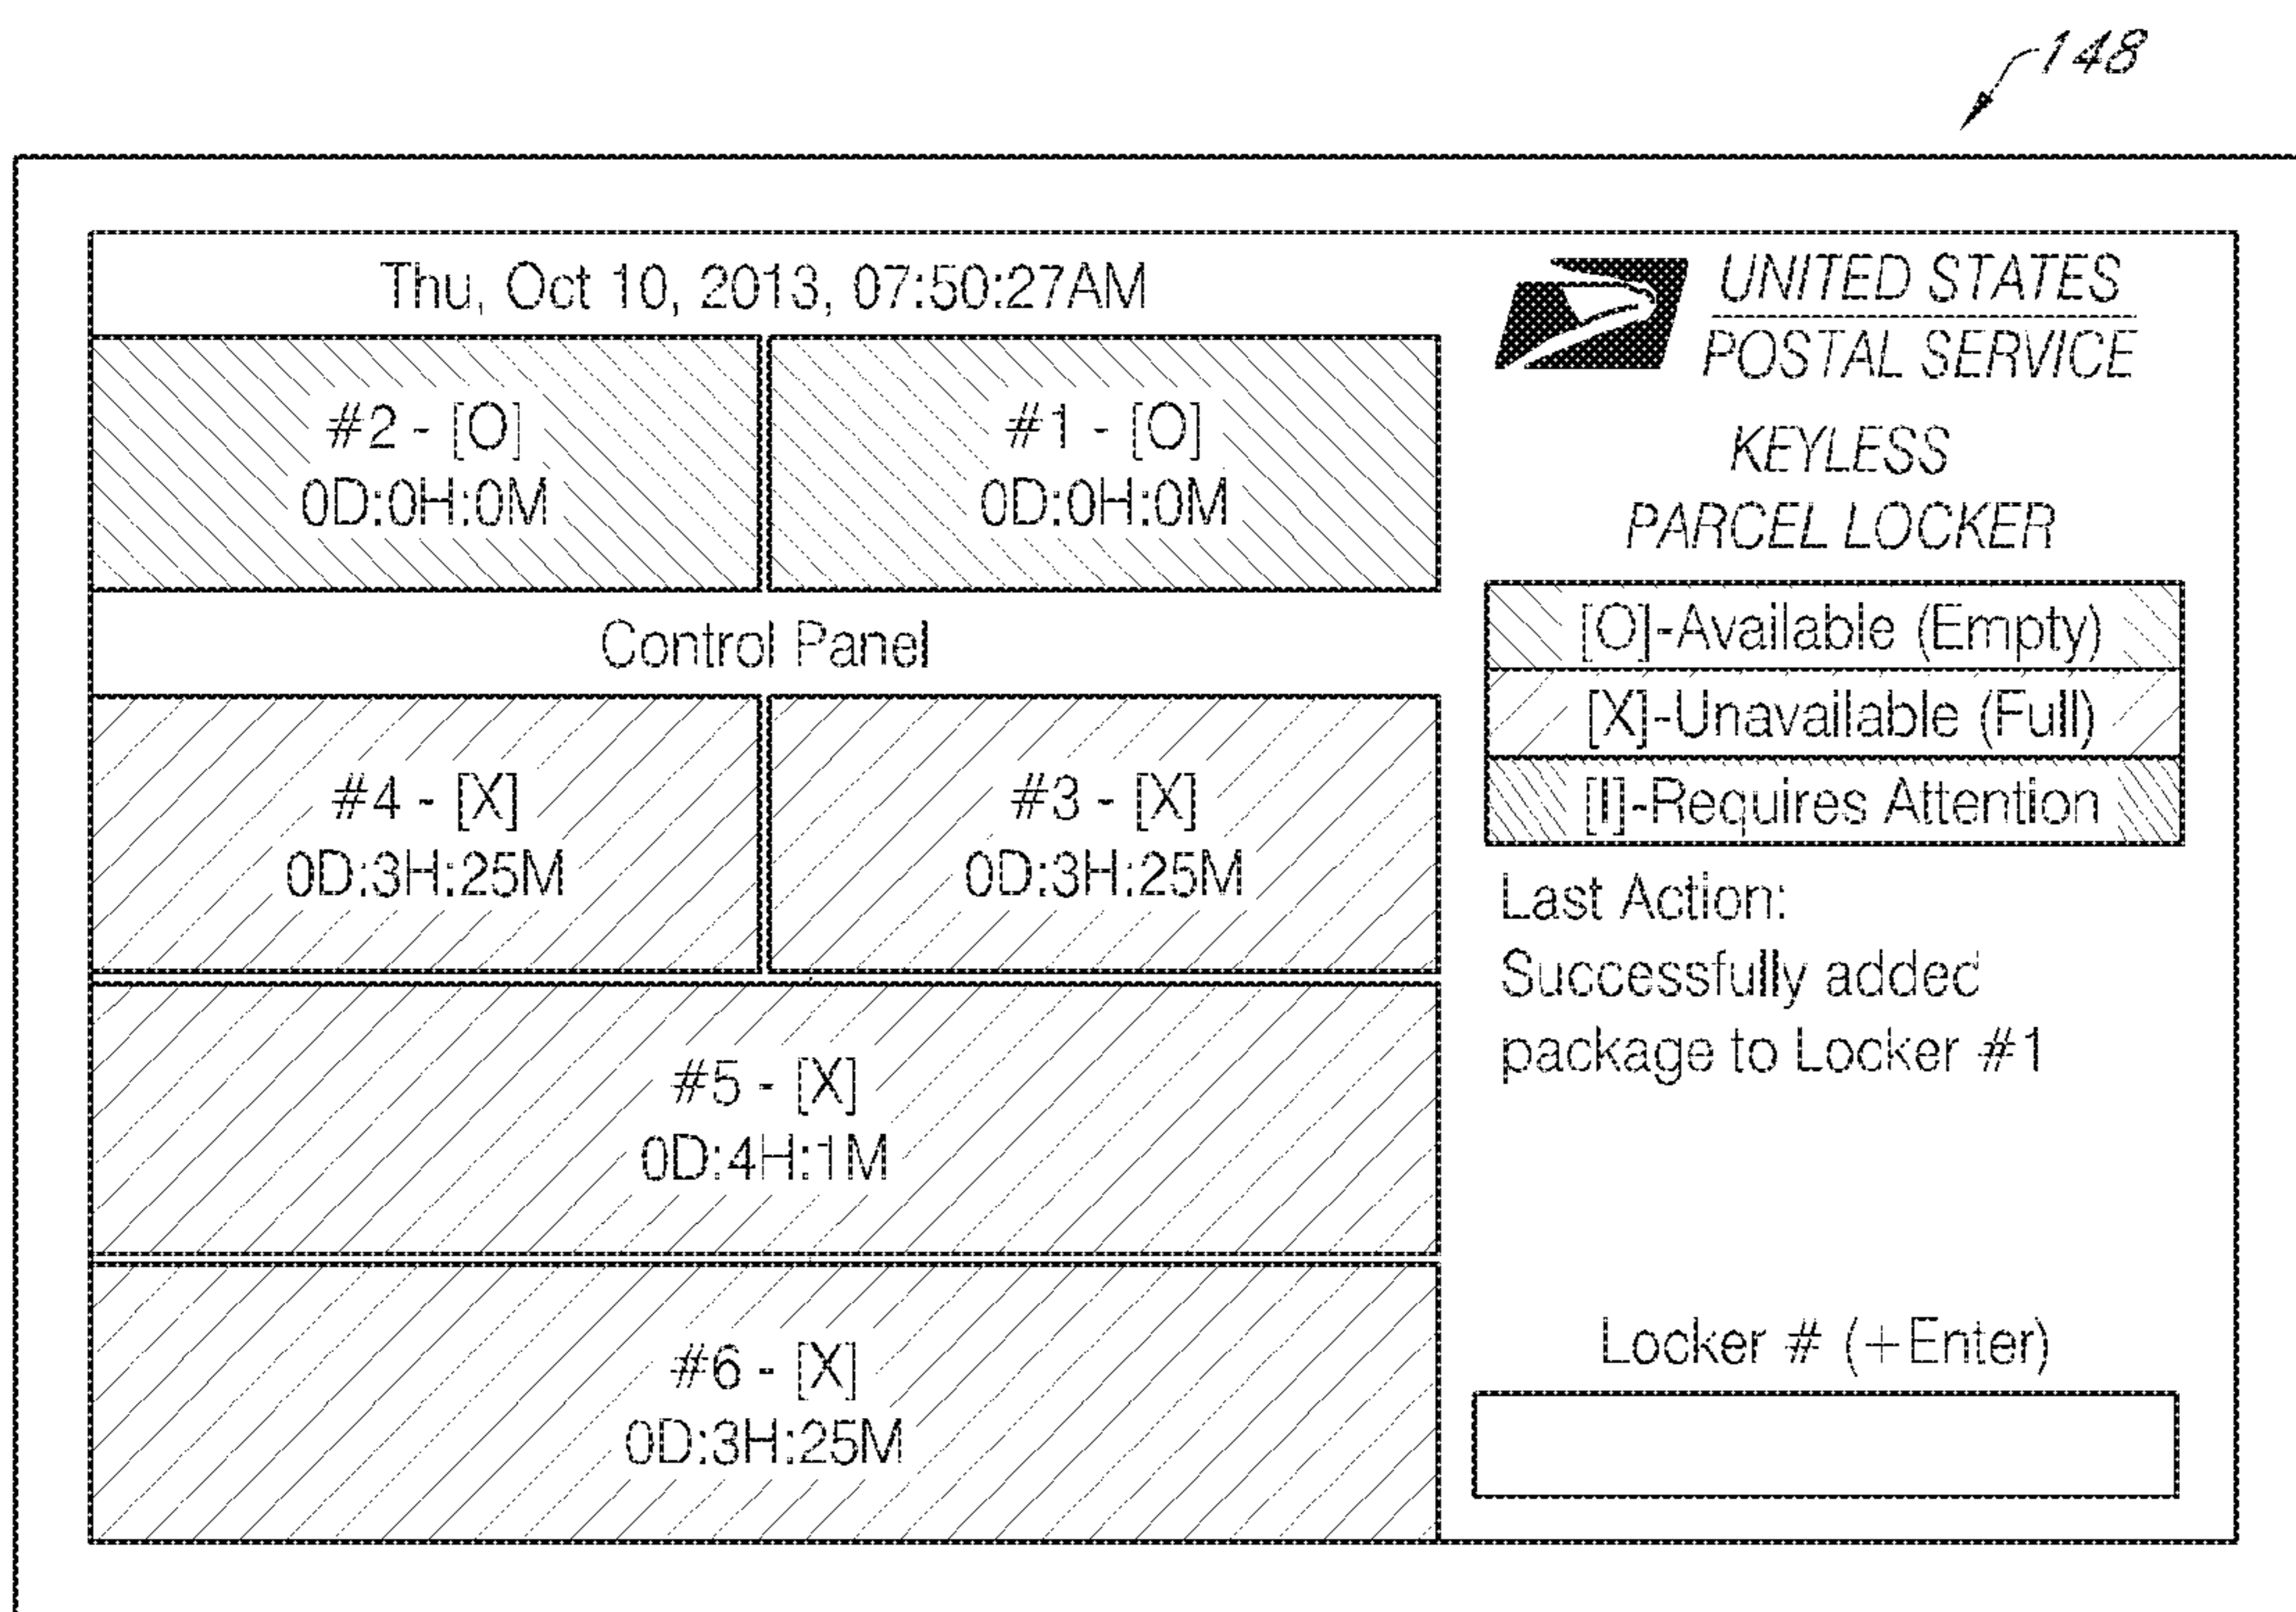 148
Thu, Oct 10, 2013, 07:50:27AM
#2 - [O]
0D:0H:0M
#1 - [O]
0D:0H:0M
Control Panel
#4 - [X]
0D:3H:25M
#3 - [X]
0D:3H:25M
#5 - [X]
0D:4H:1M
#6 - [X]
0D:3H:25M
UNITED STATES
POSTAL SERVICE
KEYLESS
PARCEL LOCKER
[O]-Available (Empty)
[X]-Unavailable (Full)
[I]-Requires Attention
Last Action:
Successfully added
package to Locker #1
Locker # (+Enter)